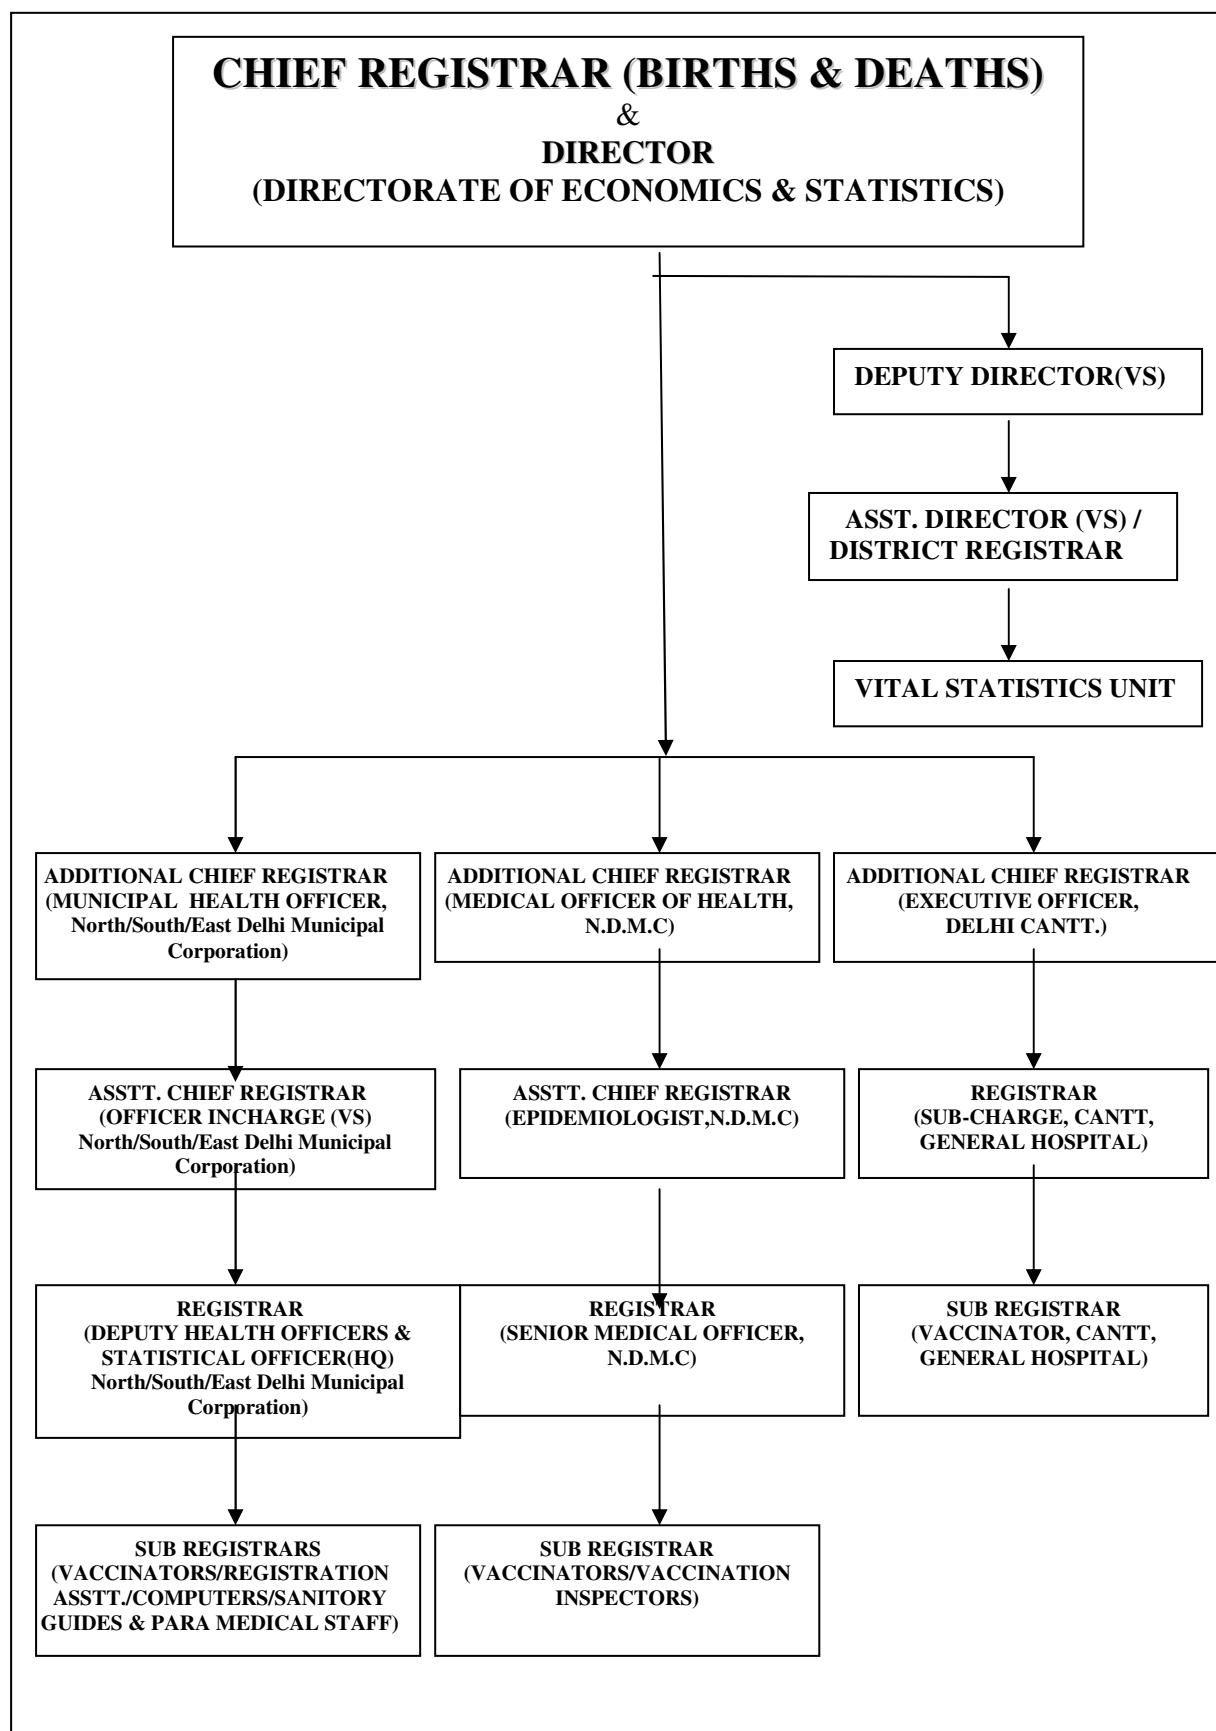 CHIEF REGISTRAR (BIRTHS & DEATHS)
&
DIRECTOR
(DIRECTORATE OF ECONOMICS & STATISTICS)
DEPUTY DIRECTOR(VS)
ASST. DIRECTOR (VS) /
DISTRICT REGISTRAR
VITAL STATISTICS UNIT
ADDITIONAL CHIEF REGISTRAR
(MUNICIPAL HEALTH OFFICER,
North/South/East Delhi Municipal
Corporation)
ADDITIONAL CHIEF REGISTRAR
(MEDICAL OFFICER OF HEALTH,
N.D.M.C)
ADDITIONAL CHIEF REGISTRAR
(EXECUTIVE OFFICER,
DELHI CANTT.)
ASSTT. CHIEF REGISTRAR
(OFFICER INCHARGE (VS)
North/South/East Delhi Municipal
Corporation)
ASSTT. CHIEF REGISTRAR
(EPIDEMIOLOGIST,N.D.M.C)
REGISTRAR
(SUB-CHARGE, CANTT,
GENERAL HOSPITAL)
REGISTRAR
(DEPUTY HEALTH OFFICERS &
STATISTICAL OFFICER(HQ)
North/South/East Delhi Municipal
Corporation)
REGISTRAR
(SENIOR MEDICAL OFFICER,
N.D.M.C)
SUB REGISTRAR
(VACCINATOR, CANTT,
GENERAL HOSPITAL)
SUB REGISTRARS
(VACCINATORS/REGISTRATION
ASSTT./COMPUTERS/SANITORY
GUIDES & PARA MEDICAL STAFF)
SUB REGISTRAR
(VACCINATORS/VACCINATION
INSPECTORS)